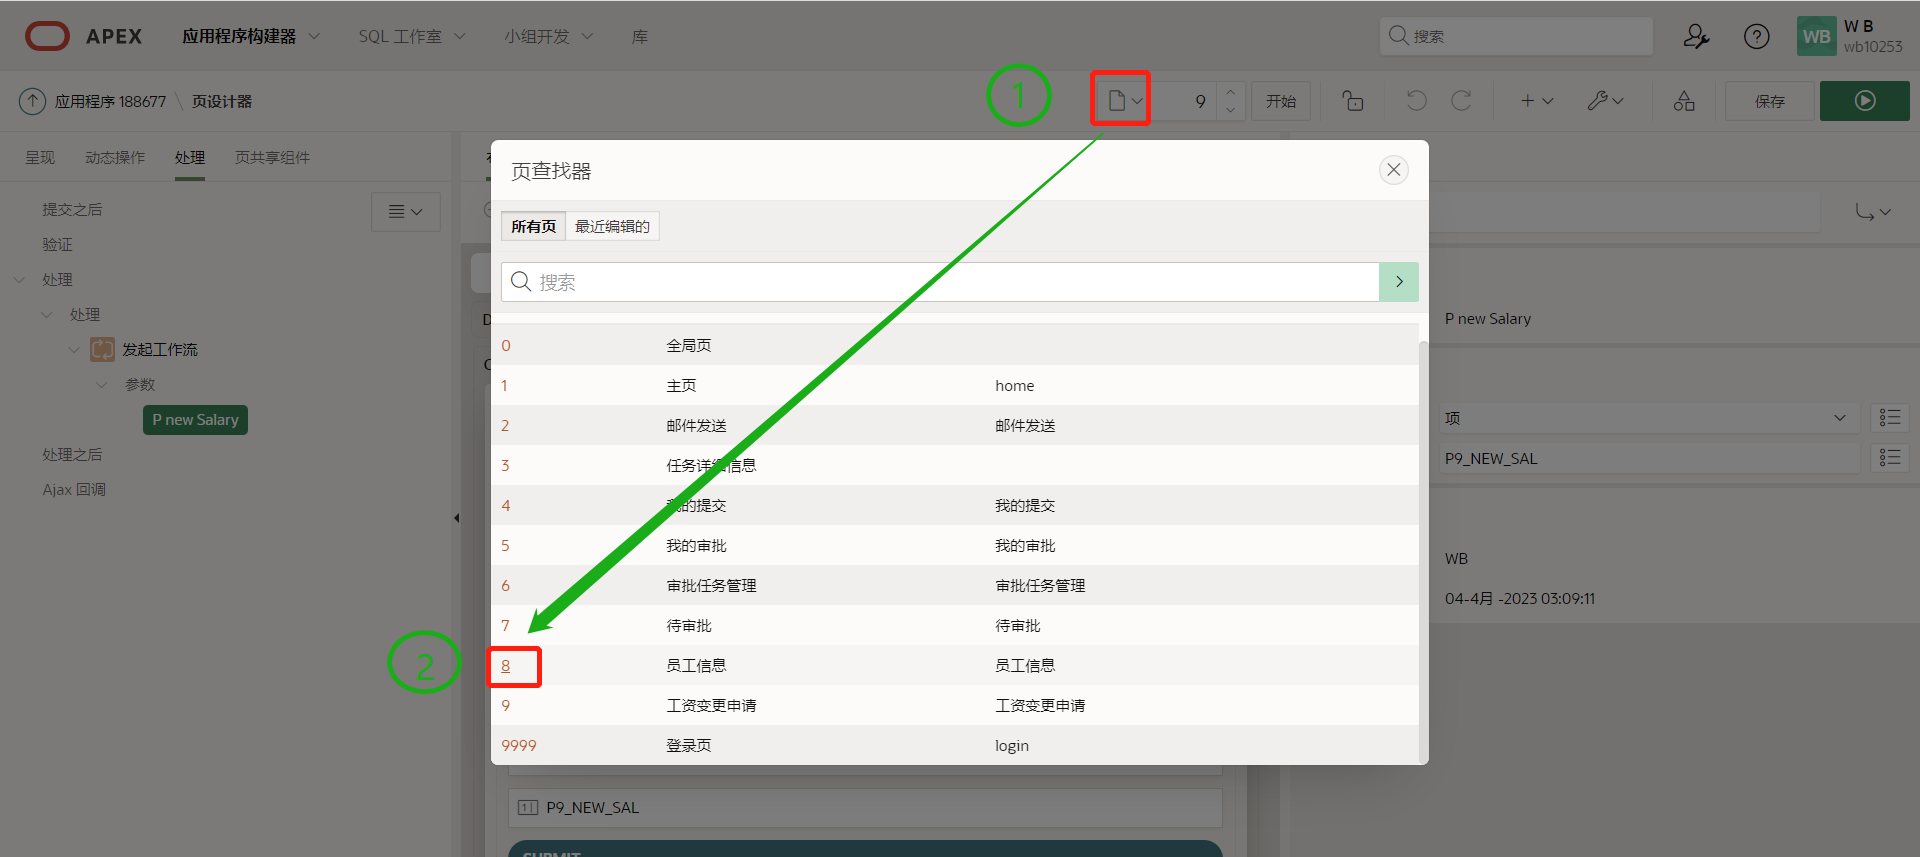 APEX 应用程序构建器 SQL 工作室 小组开发 库 搜索 WB W B
wb10253
应用程序 188677 \ 页设计器 1 9 开始 保存
呈现 动态操作 处理 页共享组件
页查找器
提交之后
所有页 最近编辑的
验证
处理
搜索
处理
P new Salary
发起工作流
0 全局页
参数
1 主页 home
P new Salary
2 邮件发送 邮件发送
项
处理之后
3 任务详细信息
P9_NEW_SAL
Ajax 回调
4 我的提交 我的提交
5 我的审批 我的审批
WB
6 审批任务管理 审批任务管理
04-4月 -2023 03:09:11
7 待审批 待审批
2
8 员工信息 员工信息
9 工资变更申请 工资变更申请
9999 登录页 login
P9_NEW_SAL
SUBMIT